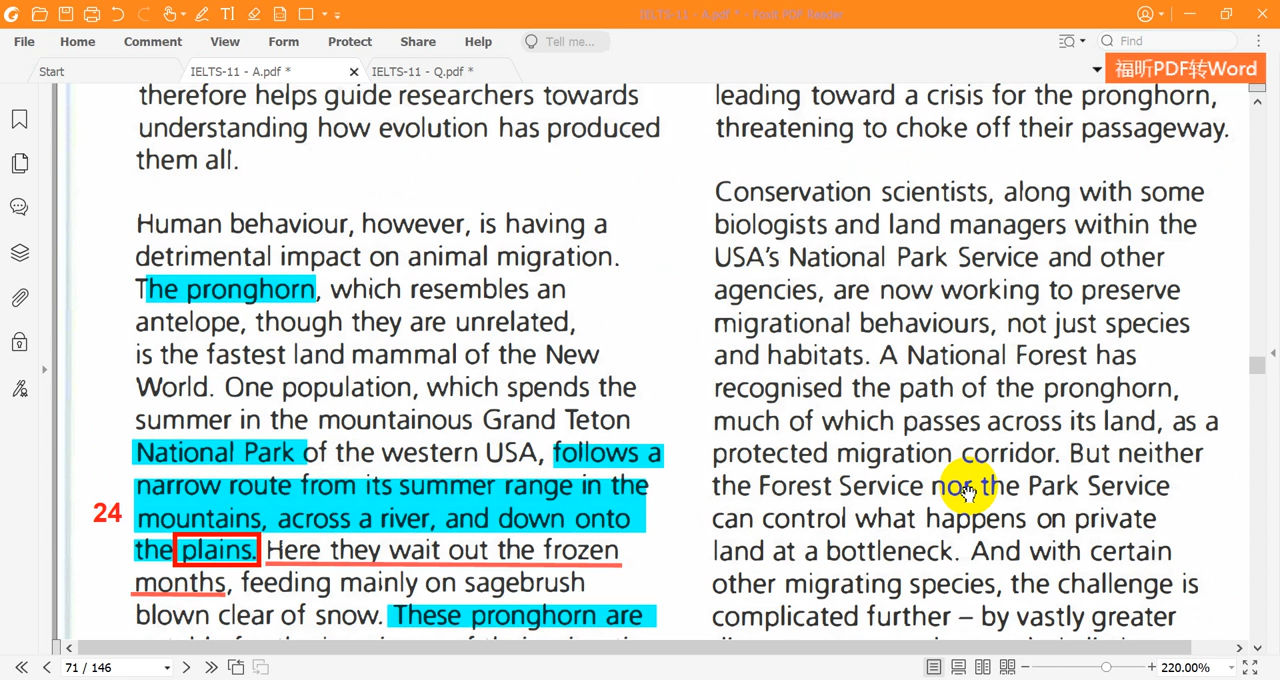 IELTS-11 - A.pdf * - Foxit PDF Reader
File Home Comment View Form Protect Share Help Tell me... Find
Start IELTS-11 - A.pdf * IELTS-11 - Q.pdf * 福昕PDF转Word
therefore helps guide researchers towards
understanding how evolution has produced
them all.
Human behaviour, however, is having a
detrimental impact on animal migration.
The pronghorn, which resembles an
antelope, though they are unrelated,
is the fastest land mammal of the New
World. One population, which spends the
summer in the mountainous Grand Teton
National Park of the western USA, follows a
narrow route from its summer range in the
24
mountains, across a river, and down onto
the plains. Here they wait out the frozen
months, feeding mainly on sagebrush
blown clear of snow. These pronghorn are
leading toward a crisis for the pronghorn,
threatening to choke off their passageway.
Conservation scientists, along with some
biologists and land managers within the
USA's National Park Service and other
agencies, are now working to preserve
migrational behaviours, not just species
and habitats. A National Forest has
recognised the path of the pronghorn,
much of which passes across its land, as a
protected migration corridor. But neither
the Forest Service nor the Park Service
can control what happens on private
land at a bottleneck. And with certain
other migrating species, the challenge is
complicated further – by vastly greater
71 / 146 220.00%